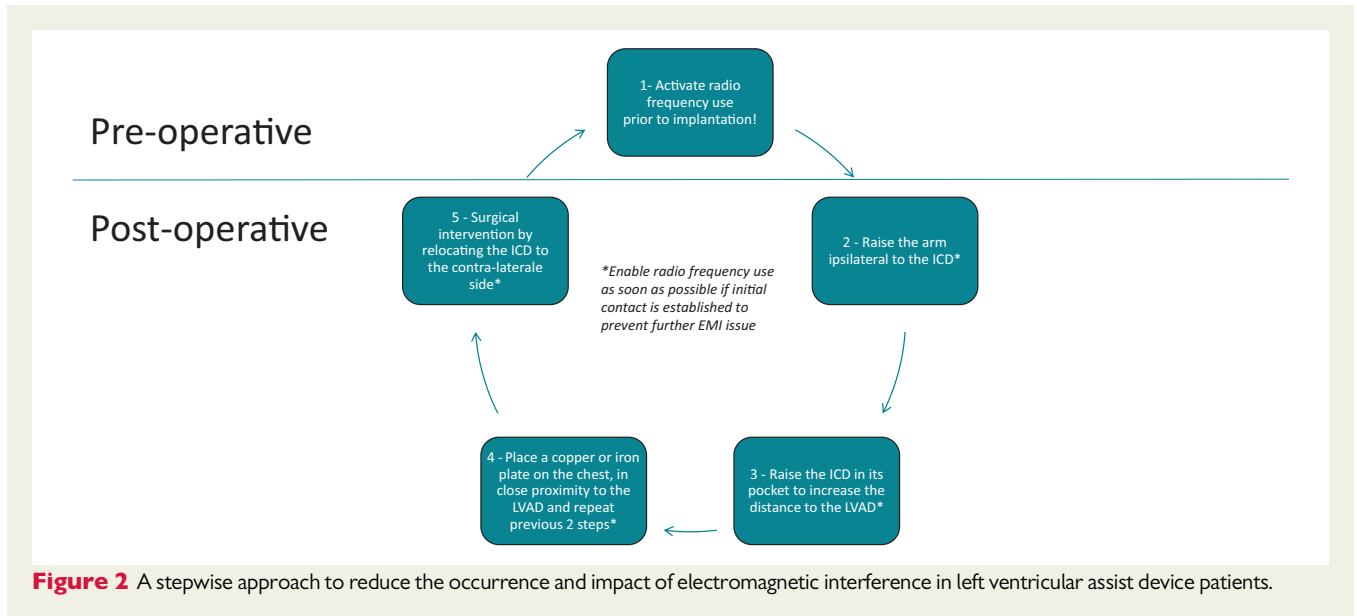 Pre-operative
1- Activate radio
frequency use
prior to implantation!
Post-operative
2 - Raise the arm
ipsilateral to the ICD*
3 - Raise the ICD in its
pocket to increase the
distance to the LVAD*
4 - Place a copper or iron
plate on the chest, in
close proximity to the
LVAD and repeat
previous 2 steps*
5 - Surgical
intervention by
relocating the ICD to
the contra-laterale
side*
*Enable radio frequency use
as soon as possible if initial
contact is established to
prevent further EMI issue
Figure 2 A stepwise approach to reduce the occurrence and impact of electromagnetic interference in left ventricular assist device patients.